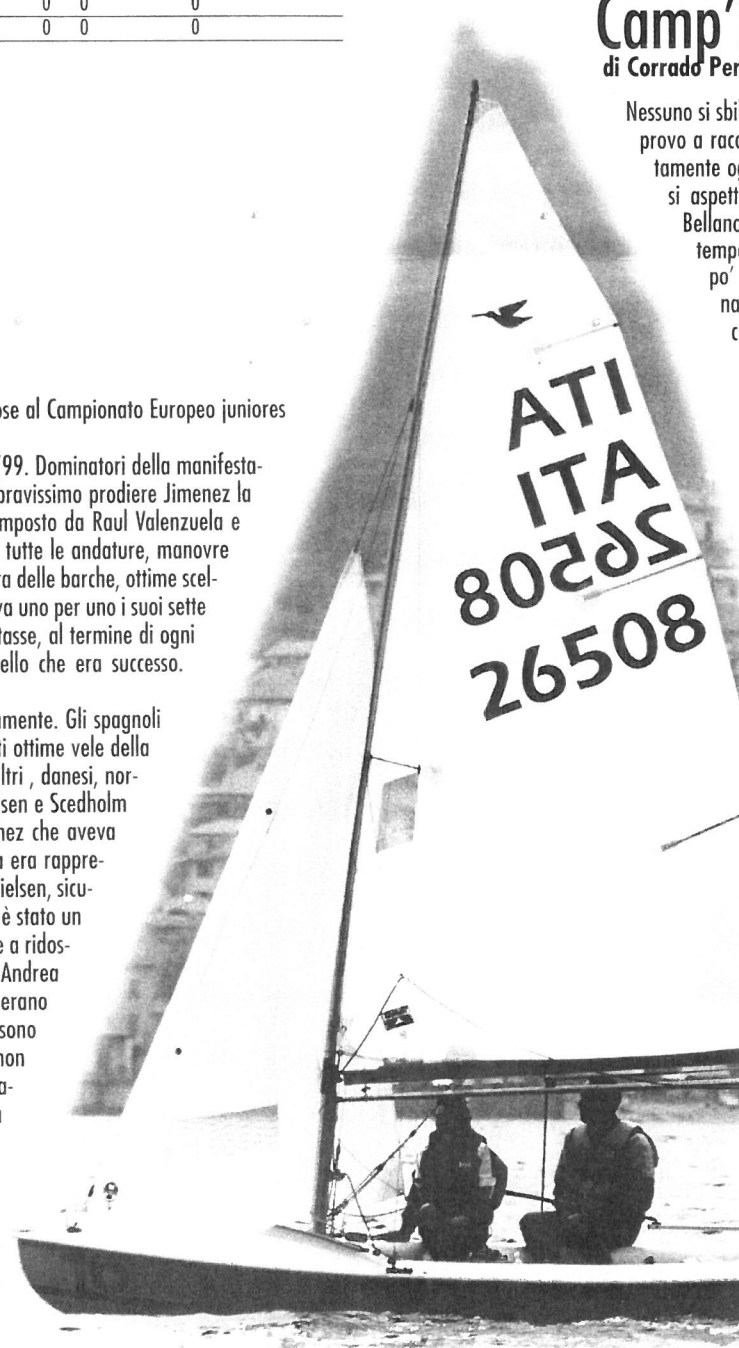 0 0 0
0 0 0
Camp'
di Corrado Per
Nessuno si sbi
provo a racc
tamente og
si aspett
Bellano
tempo
po'
na
c
ose al Campionato Europeo juniores
'99. Dominatori della manifesta-
bravissimo prodiere Jimenez la
mposto da Raul Valenzuela e
tutte le andature, manovre
ra delle barche, ottime scel-
va uno per uno i suoi sette
tasse, al termine di ogni
ello che era successo.
amente. Gli spagnoli
ti ottime vele della
ltri , danesi, nor-
sen e Scedholm
nez che aveva
a era rappre-
ielsen, sicu-
è stato un
e a ridos-
Andrea
erano
sono
non
a-
ITA
ITA
26508
26508